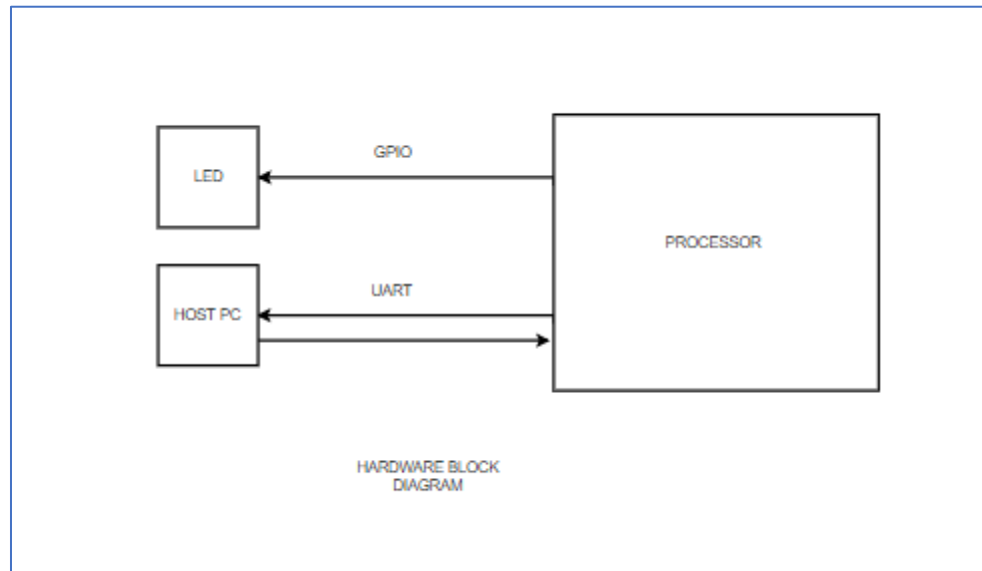 GPIO
LED
PROCESSOR
UART
HOST PC
HARDWARE BLOCK
DIAGRAM